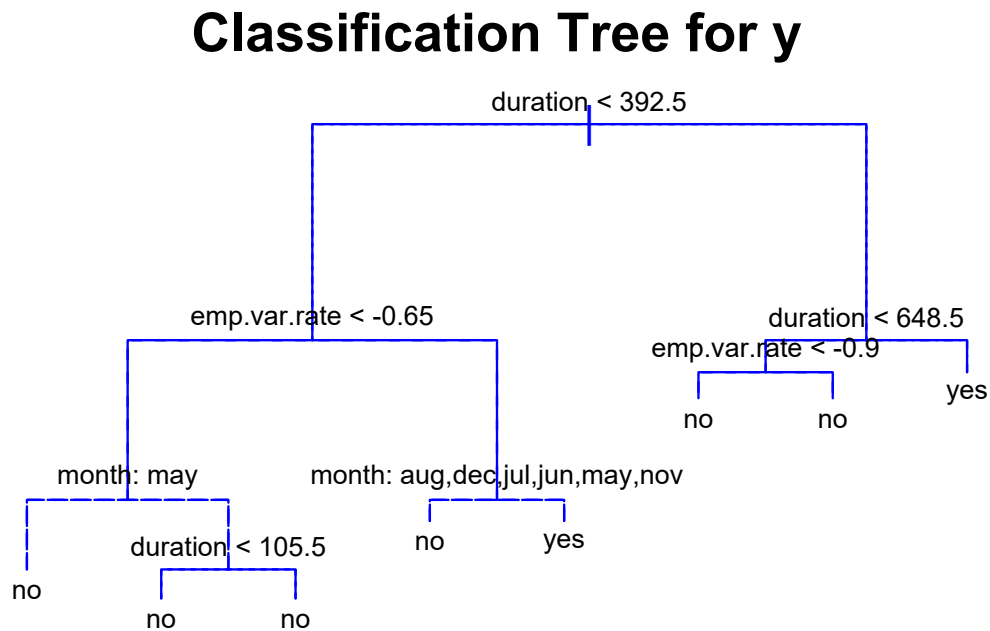 Classification Tree for y
duration < 392.5
emp.var.rate < -0.65
duration < 648.5
emp.var.rate < -0.9
yes
no
no
month: may
month: aug,dec,jul,jun,may,nov
no
yes
duration < 105.5
no
no
no